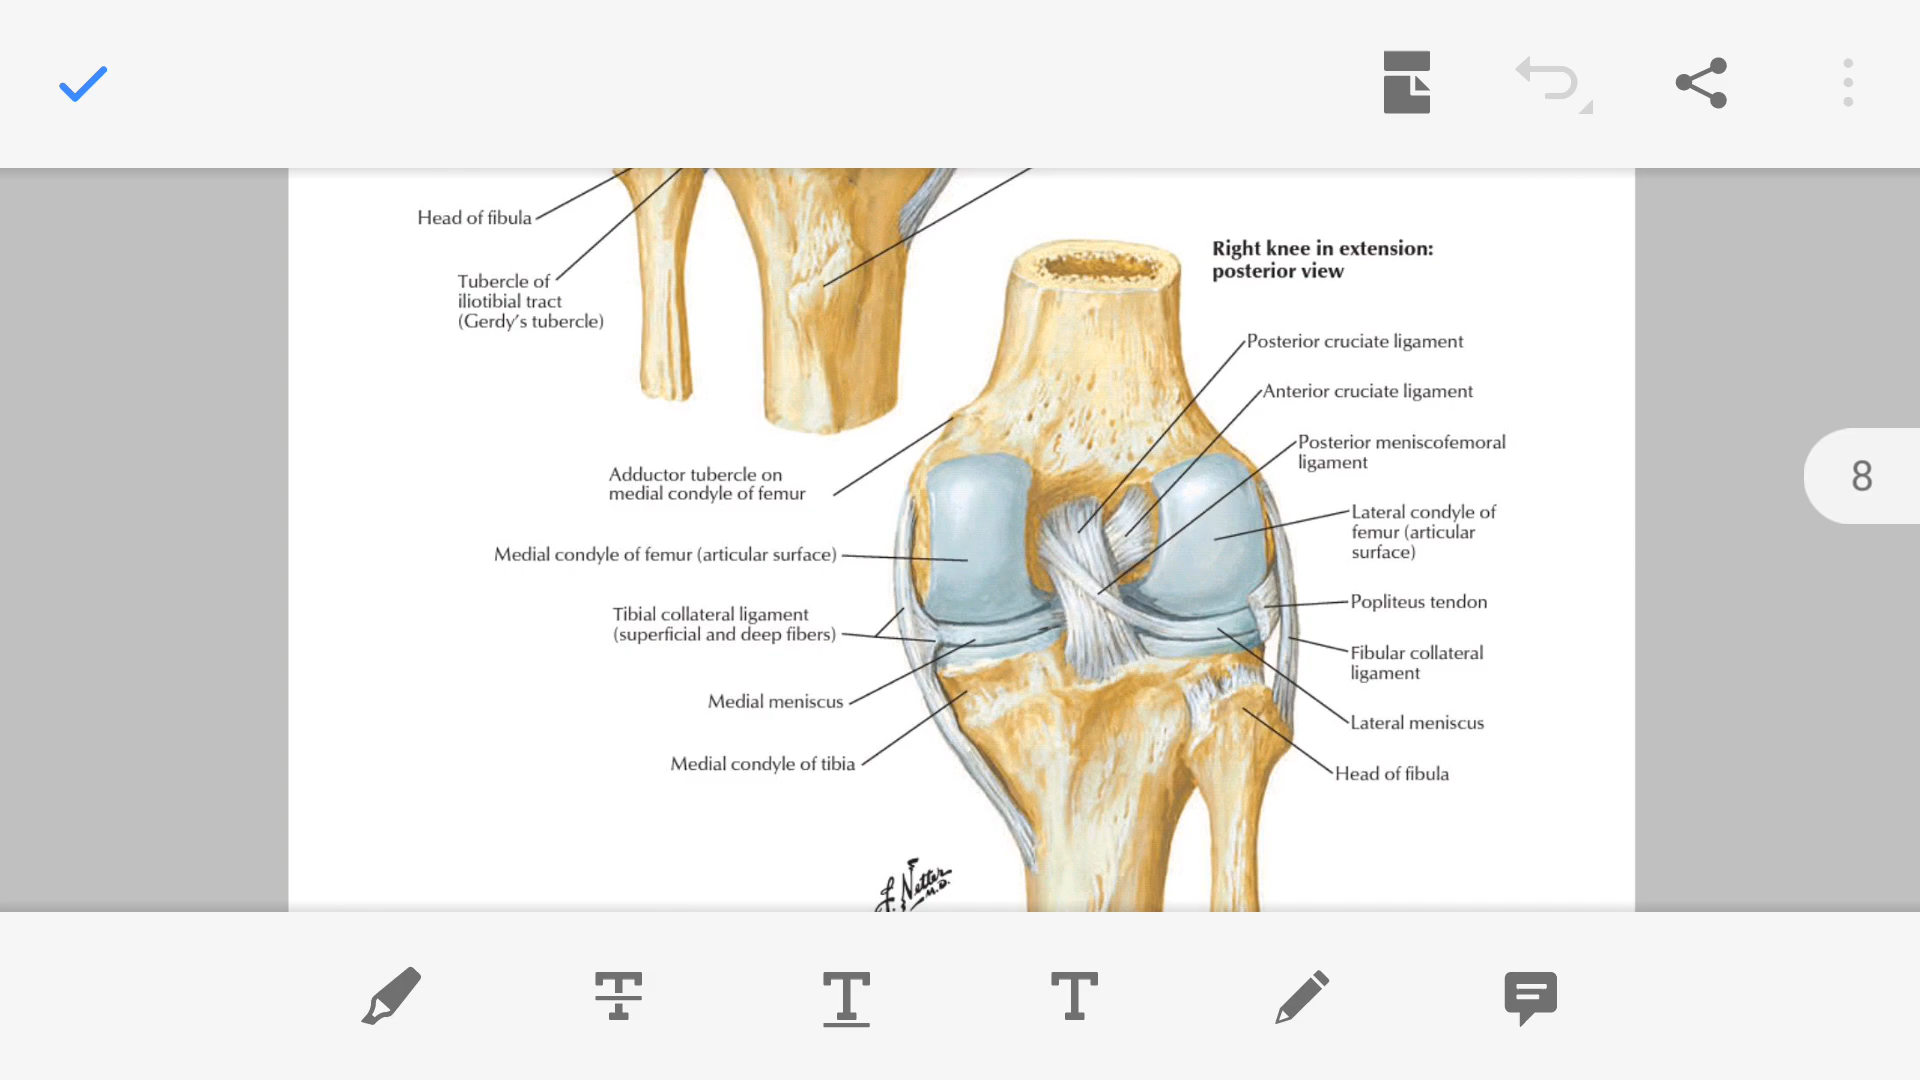 Head of fibula
Tubercle of
iliotibial tract
(Gerdy's tubercle)
Right knee in extension:
posterior view
Posterior cruciate ligament
Anterior cruciate ligament
Posterior meniscofemoral
ligament
Adductor tubercle on
medial condyle of femur
Lateral condyle of
femur (articular
surface)
Medial condyle of femur (articular surface)
Popliteus tendon
Tibial collateral ligament
(superficial and deep fibers)
Fibular collateral
ligament
Medial meniscus
Lateral meniscus
Medial condyle of tibia
Head of fibula
F. Netter
M.D.
8